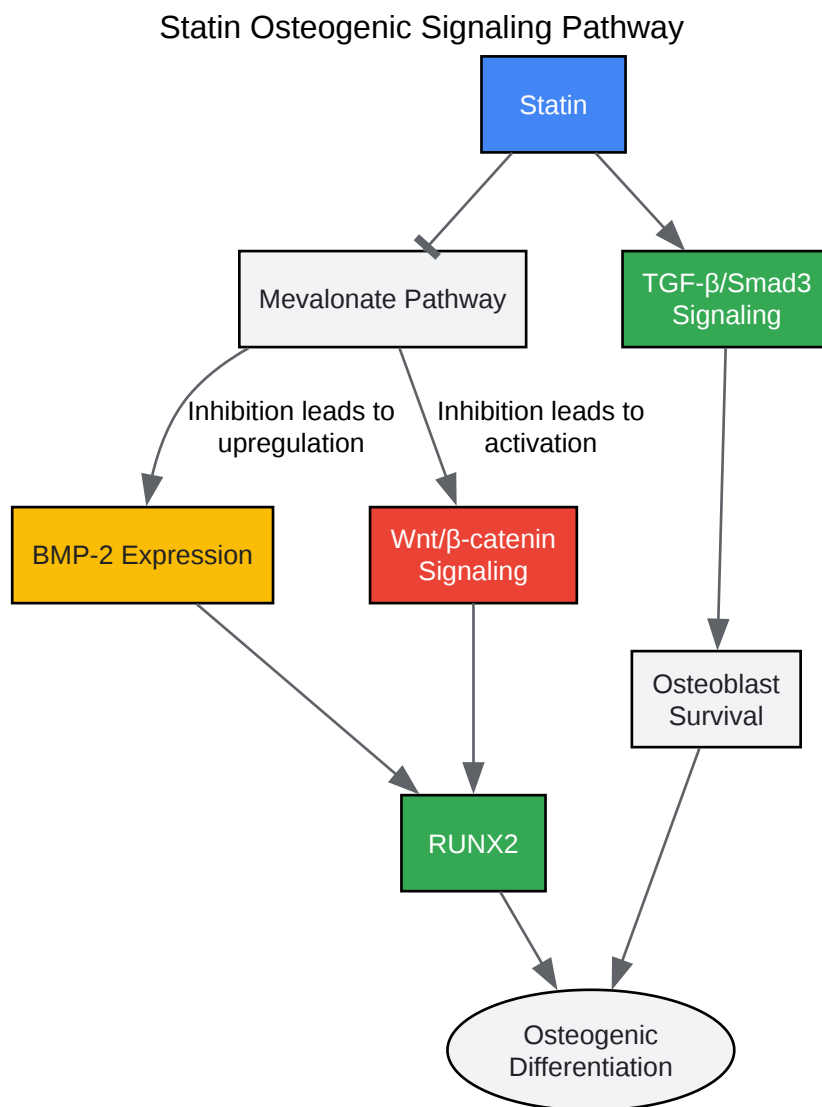 Statin Osteogenic Signaling Pathway
Statin
Mevalonate Pathway
TGF-β/Smad3
Signaling
Inhibition leads to
upregulation
Inhibition leads to
activation
BMP-2 Expression
Wnt/β-catenin
Signaling
Osteoblast
Survival
RUNX2
Osteogenic
Differentiation